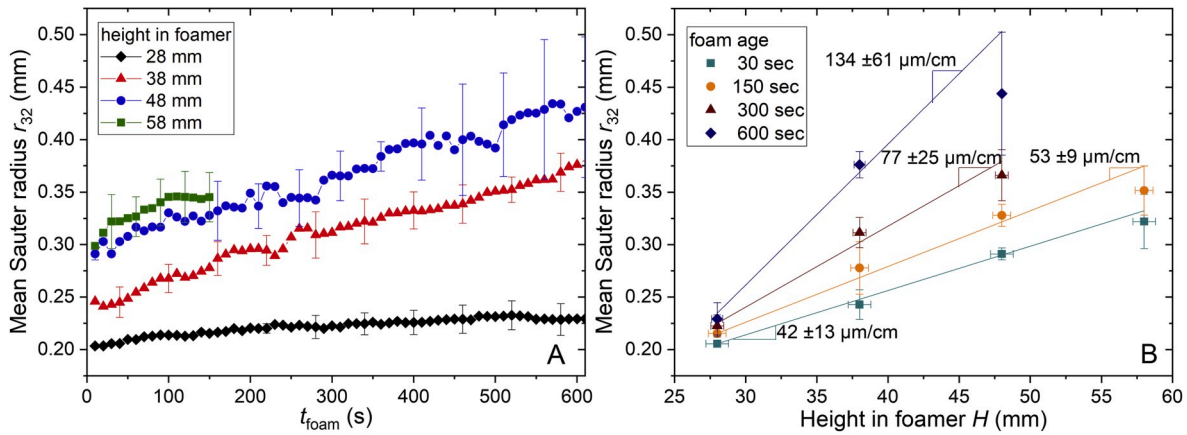 height in foamer
28 mm
38 mm
48 mm
58 mm
0.50
0.45
0.40
0.35
0.30
0.25
0.20
Mean Sauter radius r32 (mm)
0 100 200 300 400 500 600
tfoam (s)
A
foam age
30 sec
150 sec
300 sec
600 sec
134 ±61 µm/cm
77 ±25 µm/cm
53 ±9 µm/cm
42 ±13 µm/cm
0.50
0.45
0.40
0.35
0.30
0.25
0.20
Mean Sauter radius r32 (mm)
25 30 35 40 45 50 55 60
Height in foamer H (mm)
B